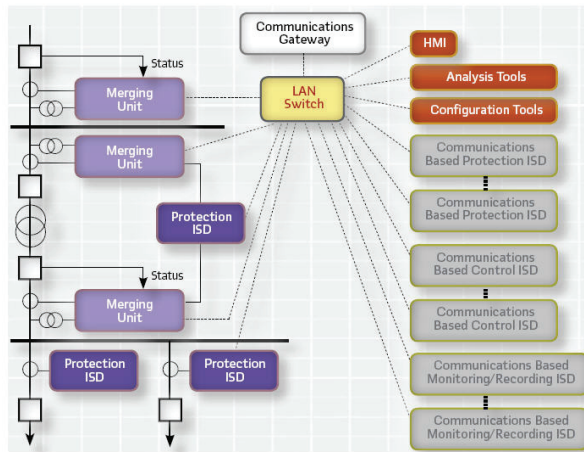 Communications
Gateway
HMI
Status
Analysis Tools
Merging
Unit
LAN
Switch
Configuration Tools
Merging
Unit
Communications
Based Protection ISD
Communications
Based Protection ISD
Protection
ISD
Communications
Based Control ISD
Status
Merging
Unit
Communications
Based Control ISD
Protection
ISD
Protection
ISD
Communications Based
Monitoring/Recording ISD
Communications Based
Monitoring/Recording ISD